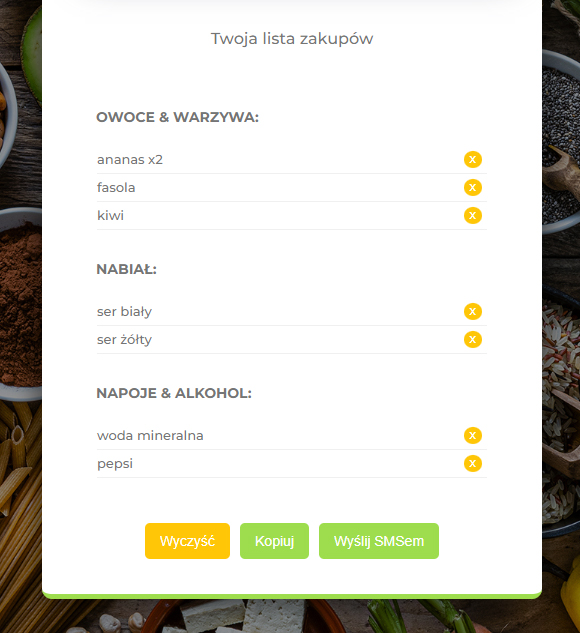 Twoja lista zakupów
OWOCE & WARZYWA:
ananas x2 X
fasola X
kiwi X
NABIAŁ:
ser biały X
ser żółty X
NAPOJE & ALKOHOL:
woda mineralna X
pepsi X
Wyczyść Kopiuj Wyślij SMSem